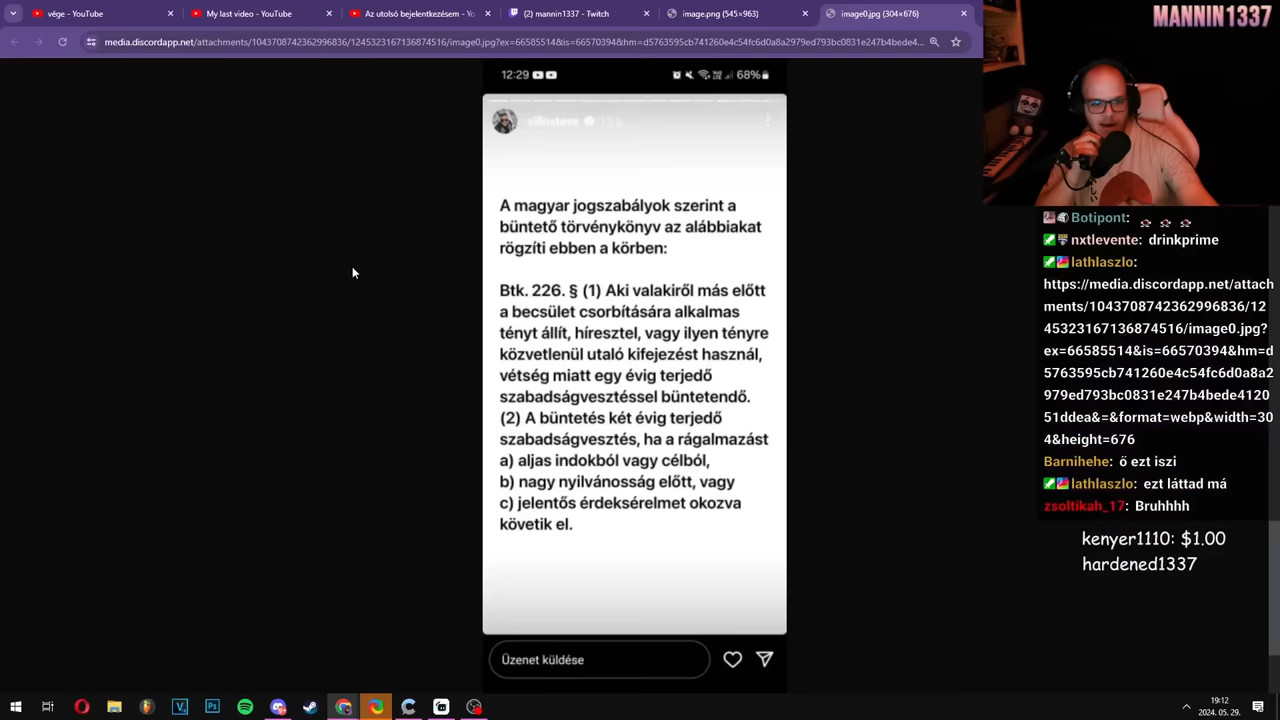 vége - YouTube
My last video - YouTube
Az utolsó bejelentkezésem - Yo
(2) mannin1337 - Twitch
image.png (545×963)
image0.jpg (304×676)
MANNIN1337
media.discordapp.net/attachments/1043708742362996836/1245323167136874516/image0.jpg?ex=66585514&is=66570394&hm=d5763595cb741260e4c54fc6d0a8a2979ed793bc0831e247b4bede4...
12:29
68%
A magyar jogszabályok szerint a
büntető törvénykönyv az alábbiakat
rögzíti ebben a körben:
Btk. 226. § (1) Aki valakiről más előtt
a becsület csorbítására alkalmas
tényt állít, híresztel, vagy ilyen tényre
közvetlenül utaló kifejezést használ,
vétség miatt egy évig terjedő
szabadságvesztéssel büntetendő.
(2) A büntetés két évig terjedő
szabadságvesztés, ha a rágalmazást
a) aljas indokból vagy célból,
b) nagy nyilvánosság előtt, vagy
c) jelentős érdeksérelmet okozva
követik el.
Üzenet küldése
Botipont:
nxtlevente: drinkprime
lathlaszlo:
https://media.discordapp.net/attach
ments/1043708742362996836/12
45323167136874516/image0.jpg?
ex=66585514&is=66570394&hm=d
5763595cb741260e4c54fc6d0a8a2
979ed793bc0831e247b4bede4120
51ddea&=&format=webp&width=30
4&height=676
Barnihehe: ő ezt iszi
lathlaszlo: ezt láttad má
zsoltikah_17: Bruhhhh
kenyer1110: $1.00
hardened1337
19:12
2024. 05. 29.